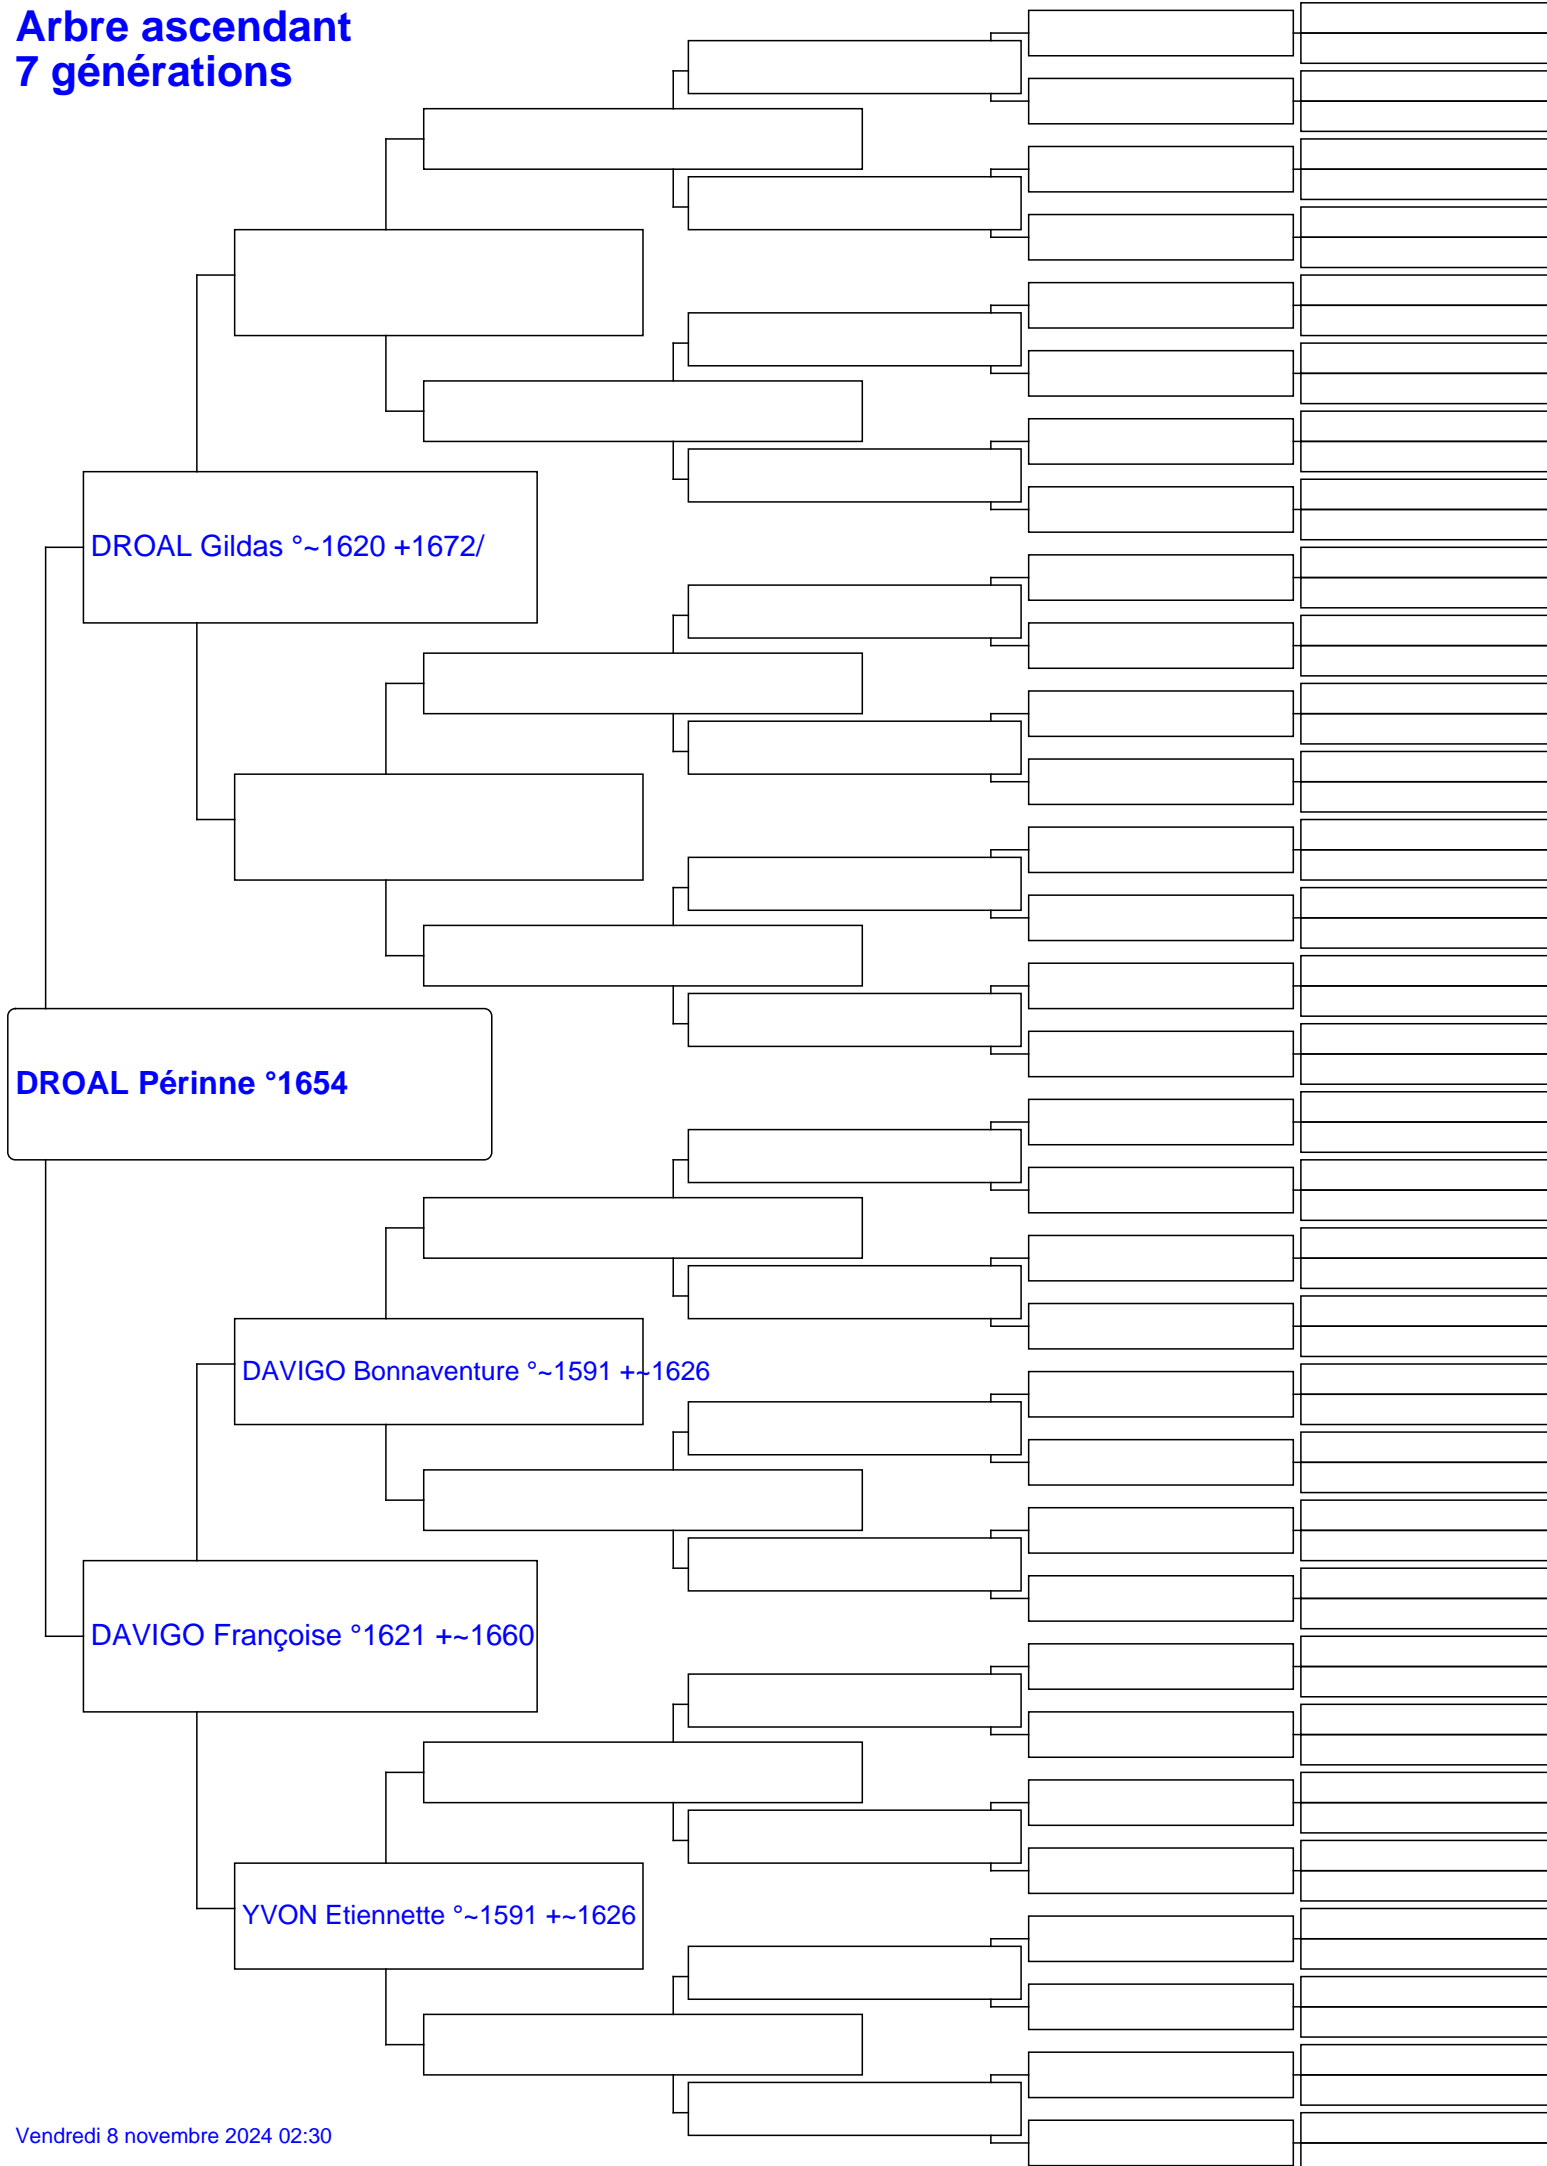 Arbre ascendant
7 générations
DROAL Gildas °~1620 +1672/
DROAL Périnne °1654
DAVIGO Bonnaventure °~1591 +~1626
DAVIGO Françoise °1621 +~1660
YVON Etiennette °~1591 +~1626
Vendredi 8 novembre 2024 02:30